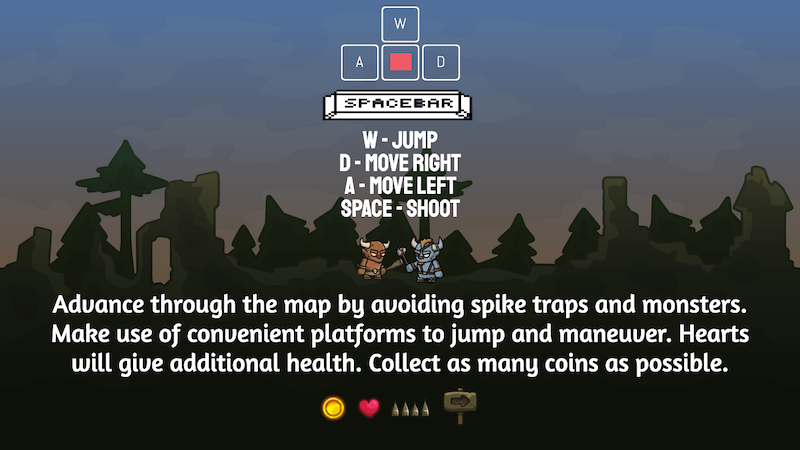 W
A D
SPACEBAR
W - JUMP
D - MOVE RIGHT
A - MOVE LEFT
SPACE - SHOOT
Advance through the map by avoiding spike traps and monsters.
Make use of convenient platforms to jump and maneuver. Hearts
will give additional health. Collect as many coins as possible.